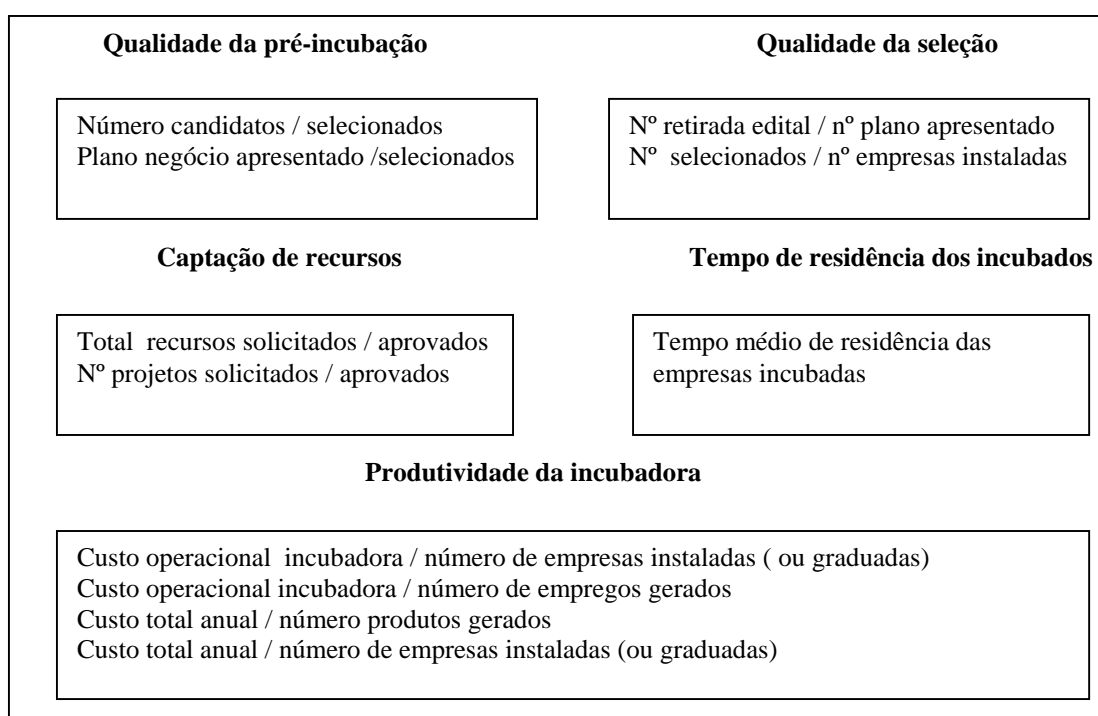 Qualidade da pré-incubação
Qualidade da seleção
Número candidatos / selecionados
Plano negócio apresentado /selecionados
Nº retirada edital / nº plano apresentado
Nº selecionados / nº empresas instaladas
Captação de recursos
Tempo de residência dos incubados
Total recursos solicitados / aprovados
Nº projetos solicitados / aprovados
Tempo médio de residência das
empresas incubadas
Produtividade da incubadora
Custo operacional incubadora / número de empresas instaladas ( ou graduadas)
Custo operacional incubadora / número de empregos gerados
Custo total anual / número produtos gerados
Custo total anual / número de empresas instaladas (ou graduadas)